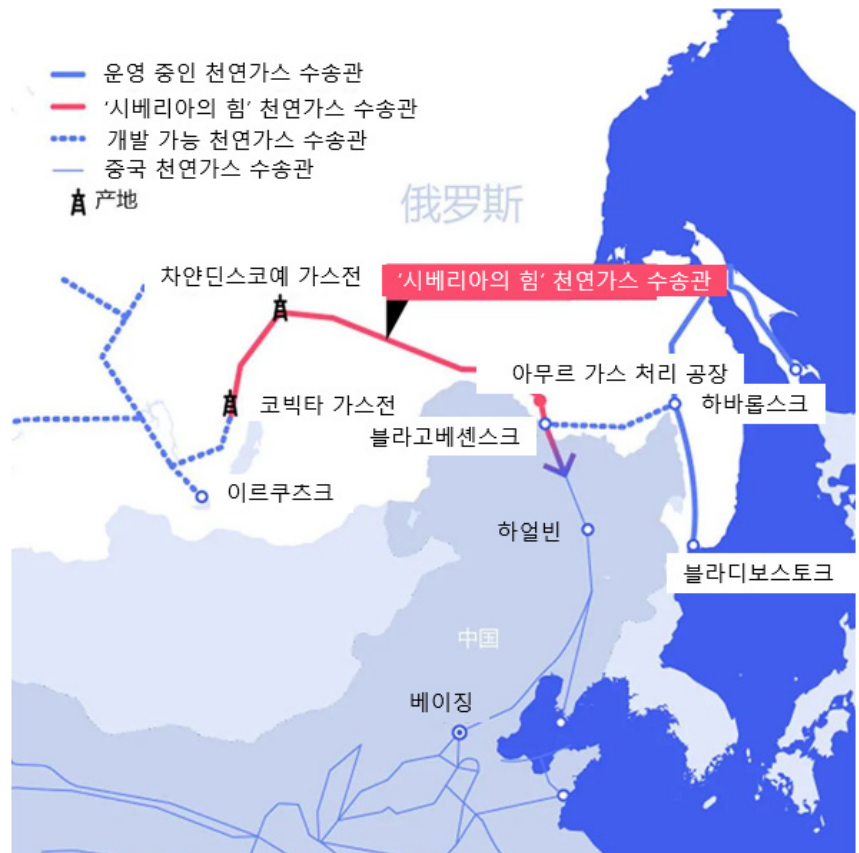 운영 중인 천연가스 수송관
‘시베리아의 힘’ 천연가스 수송관
개발 가능 천연가스 수송관
중국 천연가스 수송관
产地
俄罗斯
차얀딘스코예 가스전
‘시베리아의 힘‘ 천연가스 수송관
아무르 가스 처리 공장
코빅타 가스전
하바롭스크
블라고베셴스크
이르쿠츠크
하얼빈
블라디보스토크
中国
베이징